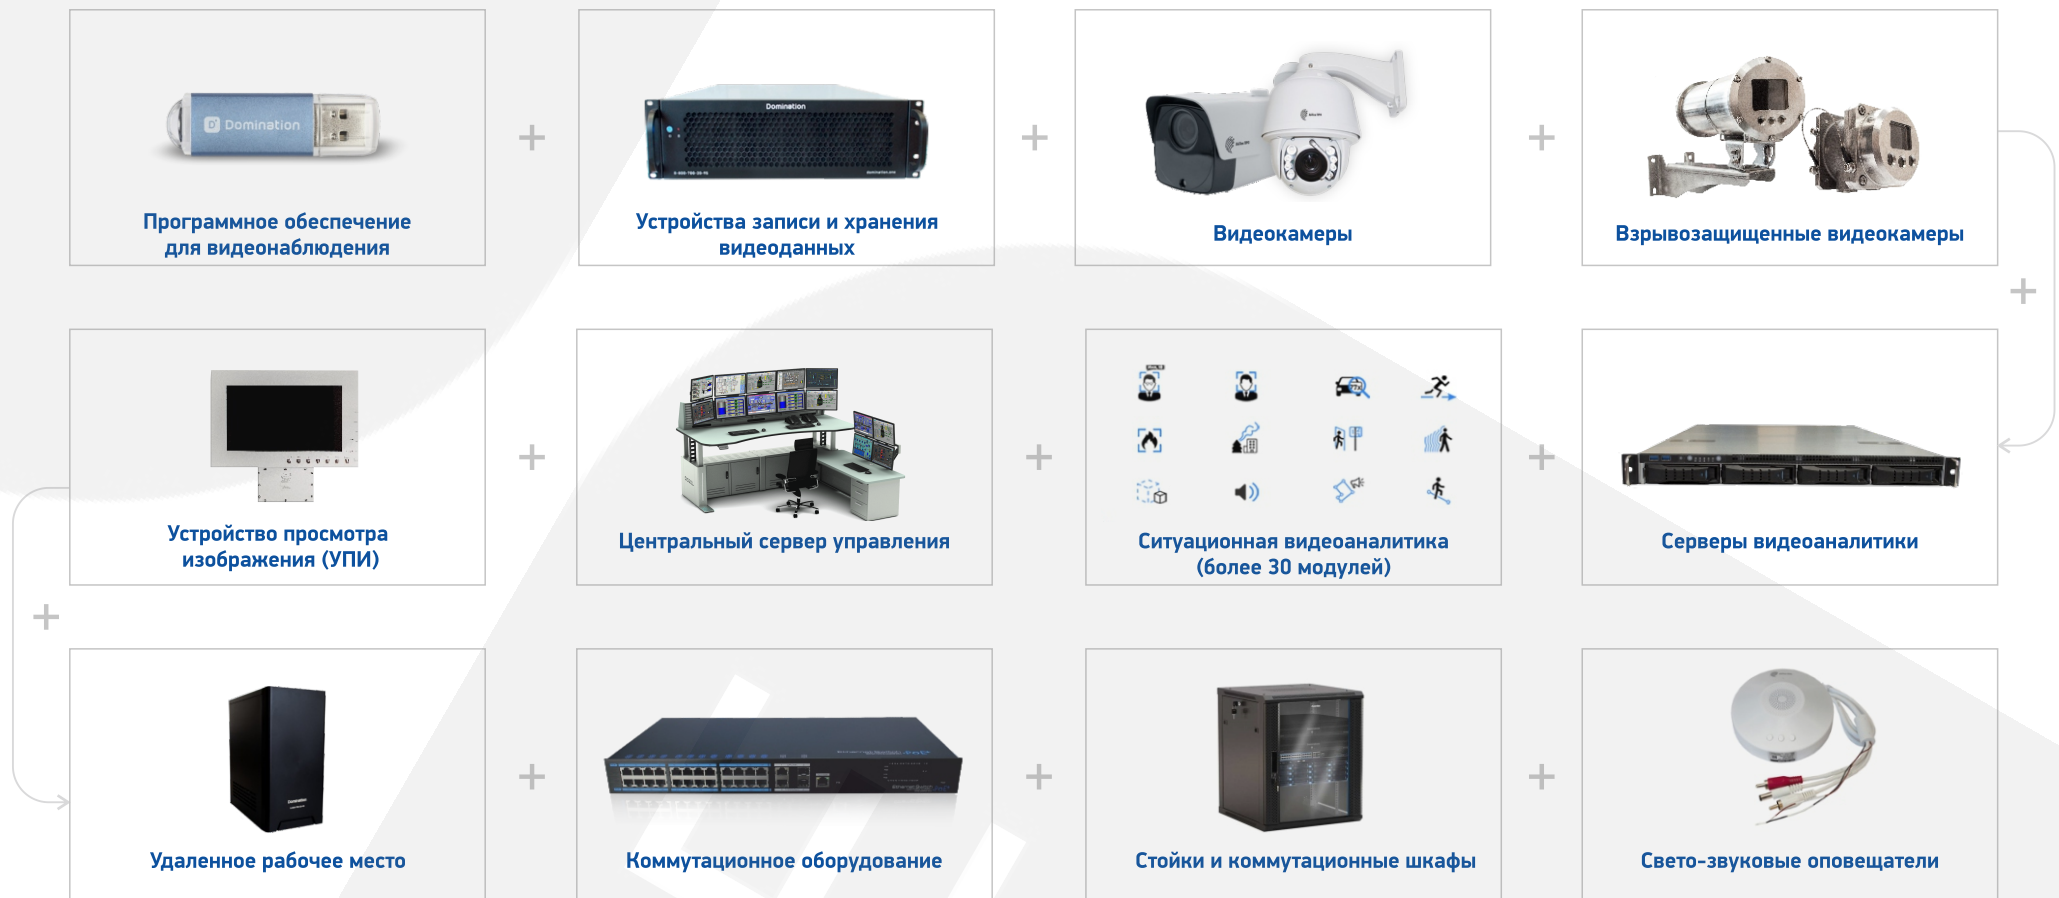 Domination
Программное обеспечение
для видеонаблюдения
Domination
Устройства записи и хранения
видеоданных
Видеокамеры
Взрывозащищенные видеокамеры
Устройство просмотра
изображения (УПИ)
Центральный сервер управления
Ситуационная видеоаналитика
(более 30 модулей)
Серверы видеоаналитики
Domination
Удаленное рабочее место
Коммутационное оборудование
Стойки и коммутационные шкафы
Свето-звуковые оповещатели